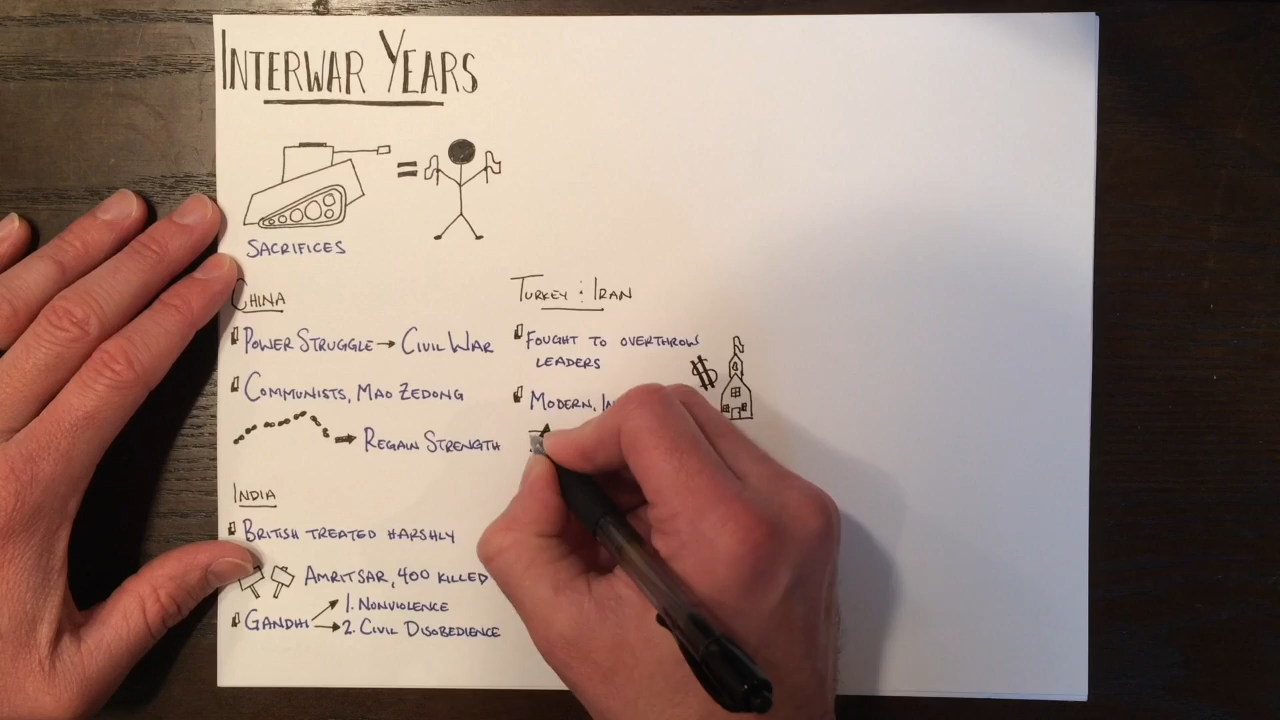 INTERWAR YEARS
=
SACRIFICES
CHINA
POWER STRUGGLE → CIVIL WAR
COMMUNISTS, MAO ZEDONG
→ REGAIN STRENGTH
INDIA
BRITISH TREATED HARSHLY
AMRITSAR, 400 KILLED
GANDHI → 1. NONVIOLENCE
→ 2. CIVIL DISOBEDIENCE
TURKEY : IRAN
FOUGHT TO OVERTHROW
LEADERS
$
MODERN,